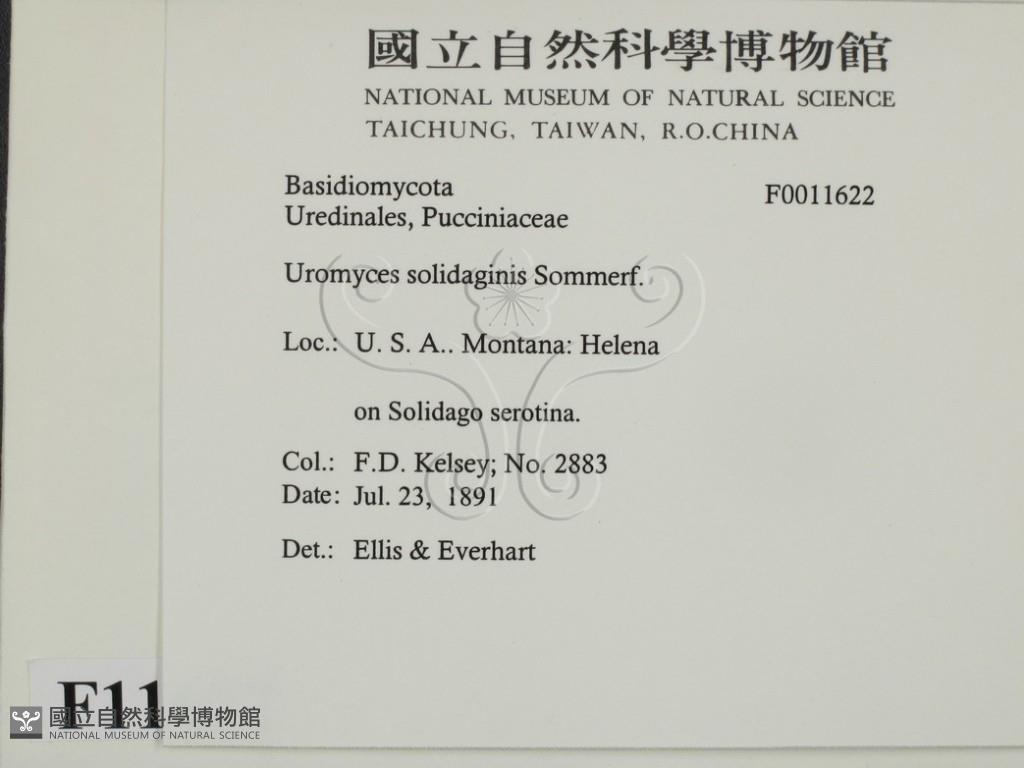 國立自然科學博物館
NATIONAL MUSEUM OF NATURAL SCIENCE
TAICHUNG, TAIWAN, R.O.CHINA
Basidiomycota
F0011622
Uredinales, Pucciniaceae
Uromyces solidaginis Sommerf.
Loc.: U. S. A.. Montana: Helena
on Solidago serotina.
Col.: F.D. Kelsey; No. 2883
Date: Jul. 23, 1891
Det.: Ellis & Everhart
F11
國立自然科學博物館
NATIONAL MUSEUM OF NATURAL SCIENCE